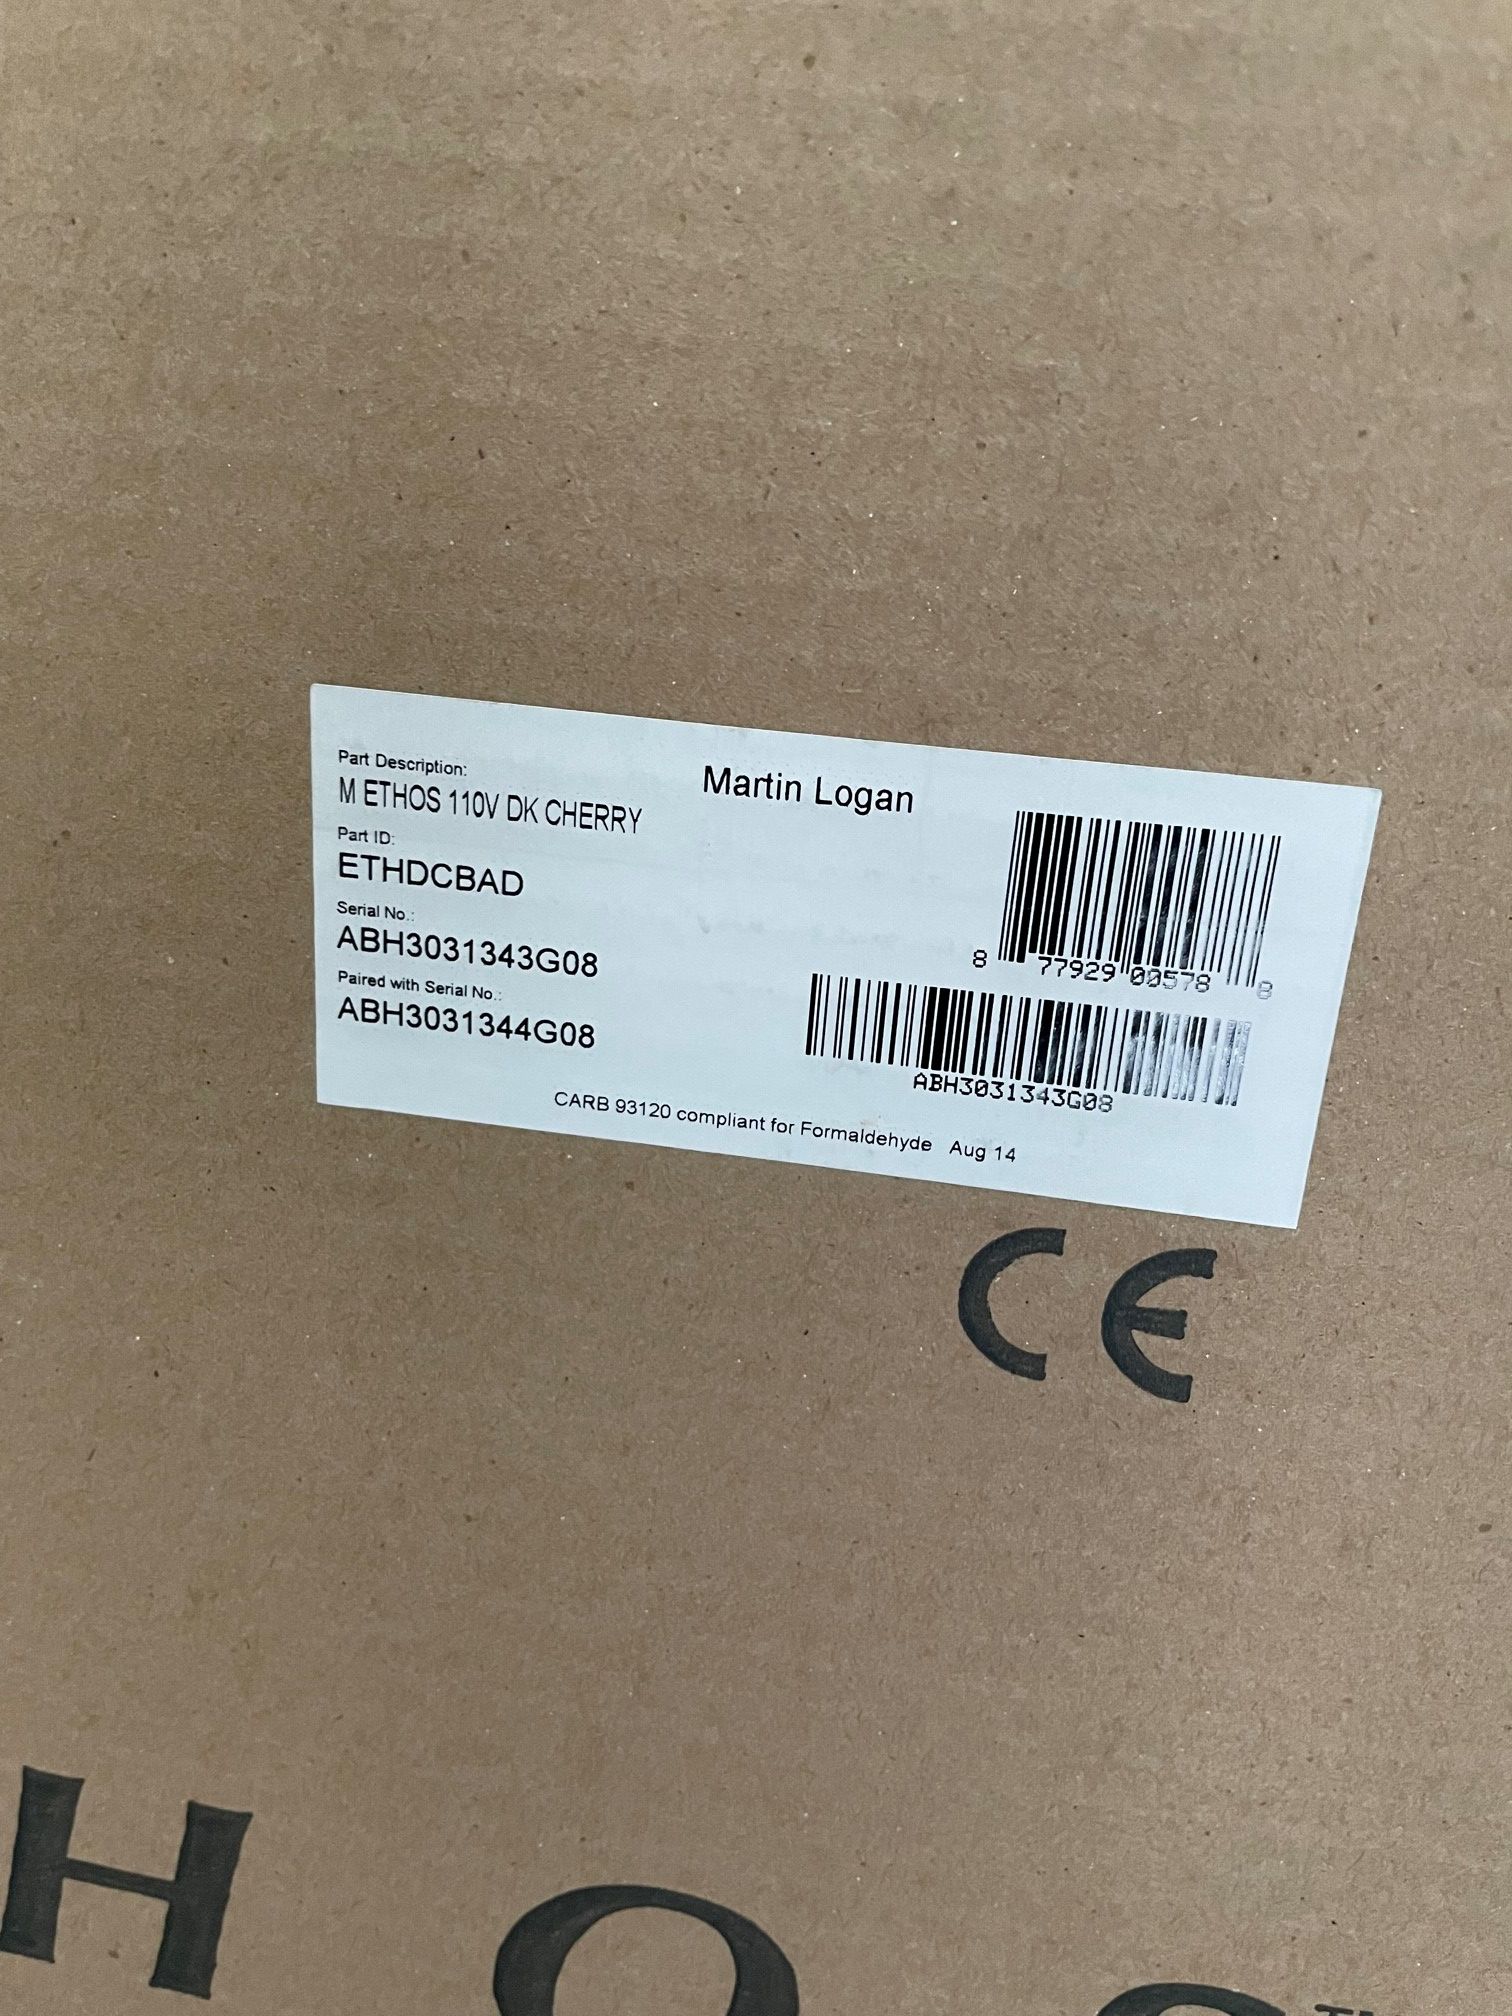 Part Description:
M ETHOS 110V DK CHERRY
Part ID:
ETHDCBAD
Serial No.:
ABH3031343G08
Paired with Serial No.:
ABH3031344G08
Martin Logan
8 77929 00578 8
ABH3031343G08
CARB 93120 compliant for Formaldehyde Aug 14
CE
HOS™